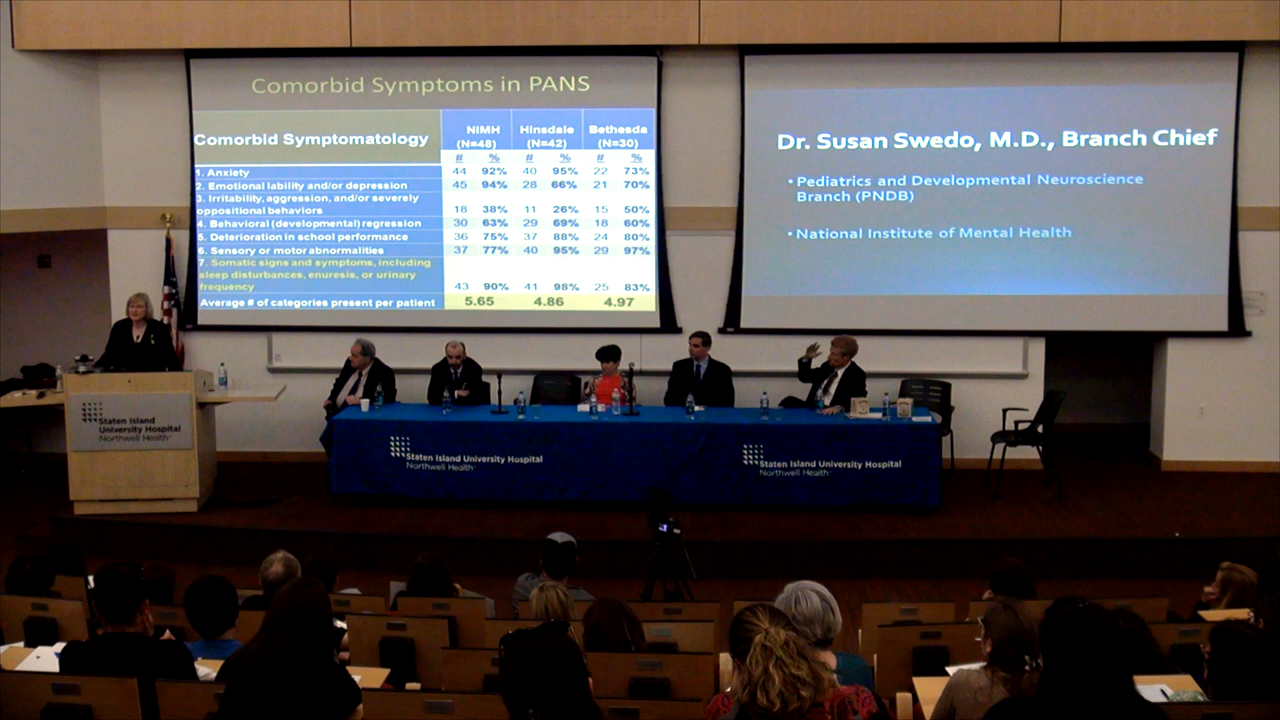 Comorbid Symptoms in PANS
Comorbid Symptomatology
NIMH Hinsdale Bethesda
(N=48) (N=42) (N=30)
# % # % # %
1. Anxiety 44 92% 40 95% 22 73%
2. Emotional lability and/or depression 45 94% 28 66% 21 70%
3. Irritability, aggression, and/or severely
oppositional behaviors 18 38% 11 26% 15 50%
4. Behavioral (developmental) regression 30 63% 29 69% 18 60%
5. Deterioration in school performance 36 75% 37 88% 24 80%
6. Sensory or motor abnormalities 37 77% 40 95% 29 97%
7. Somatic signs and symptoms, including
sleep disturbances, enuresis, or urinary
frequency 43 90% 41 98% 25 83%
Average # of categories present per patient 5.65 4.86 4.97
Dr. Susan Swedo, M.D., Branch Chief
• Pediatrics and Developmental Neuroscience
Branch (PNDB)
• National Institute of Mental Health
Staten Island
University Hospital
Northwell Health
Staten Island University Hospital
Northwell Health
Staten Island University Hospital
Northwell Health